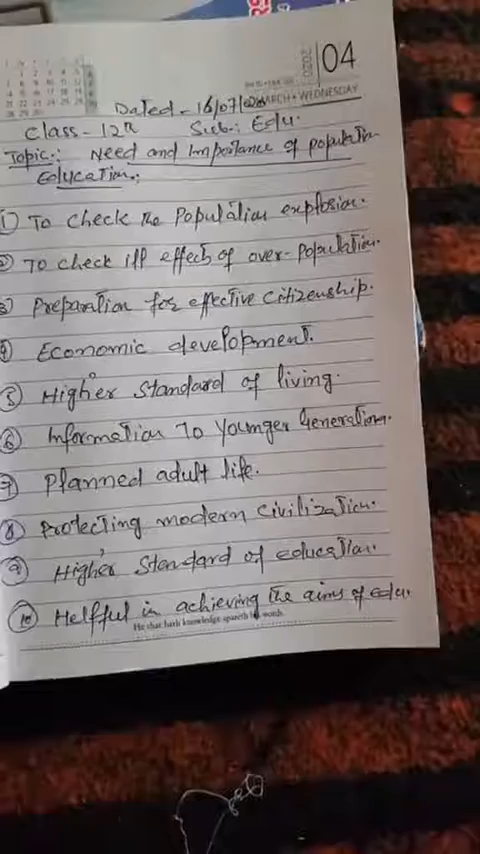 04
2020
MARCH • WEDNESDAY
Dated - 16/07/2020
Class - 12th Sub: Edu.
Topic:: Need and Importance of population
Education:
① To check the Population explosion.
② To check ill effects of over-Population.
③ Preparation for effective citizenship.
④ Economic development.
⑤ Higher Standard of living.
⑥ Information To younger Generation.
⑦ Planned adult life.
⑧ Protecting modern Civilization.
⑨ Higher Standard of education.
⑩ Helfful in achieving the aims of edu.
He that hath knowledge spareth his words